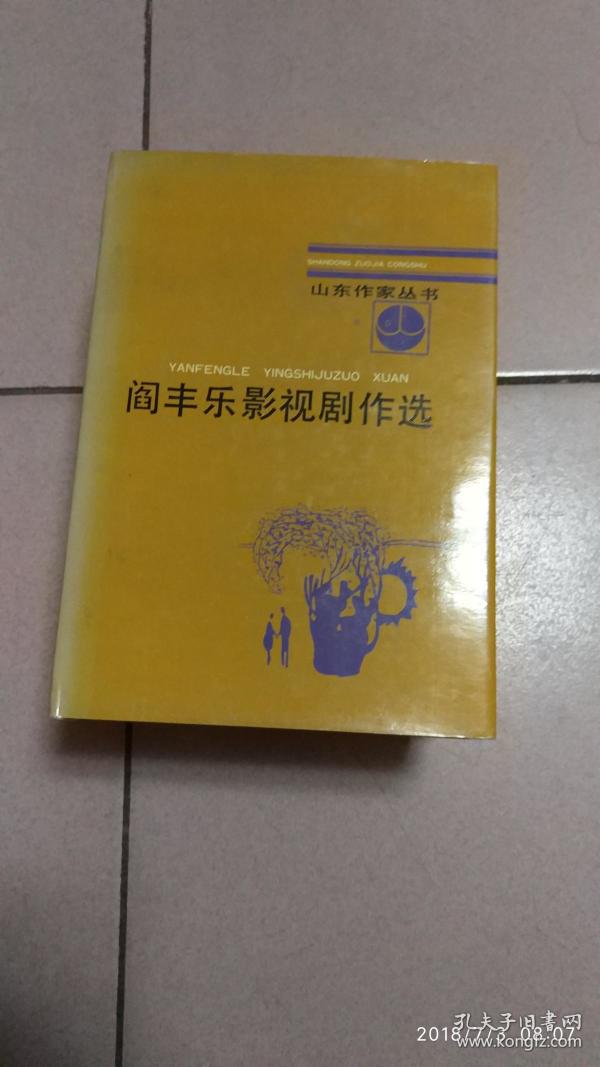 SHANDONG ZUOJIA CONGSHU
山东作家丛书
YANFENGLE YINGSHIJUZUO XUAN
阎丰乐影视剧作选
孔夫子旧書网
2018/7/3 08:07
www.kongfz.com